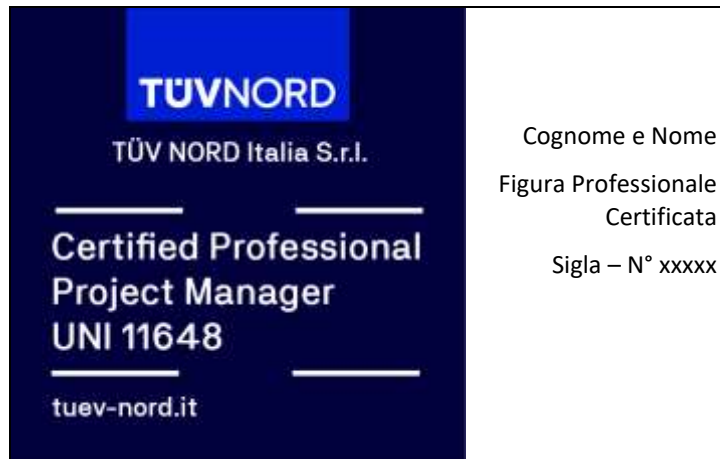 TÜVNORD
TÜV NORD Italia S.r.l.
Certified Professional
Project Manager
UNI 11648
tuev-nord.it
Cognome e Nome
Figura Professionale
Certificata
Sigla – N° xxxxx